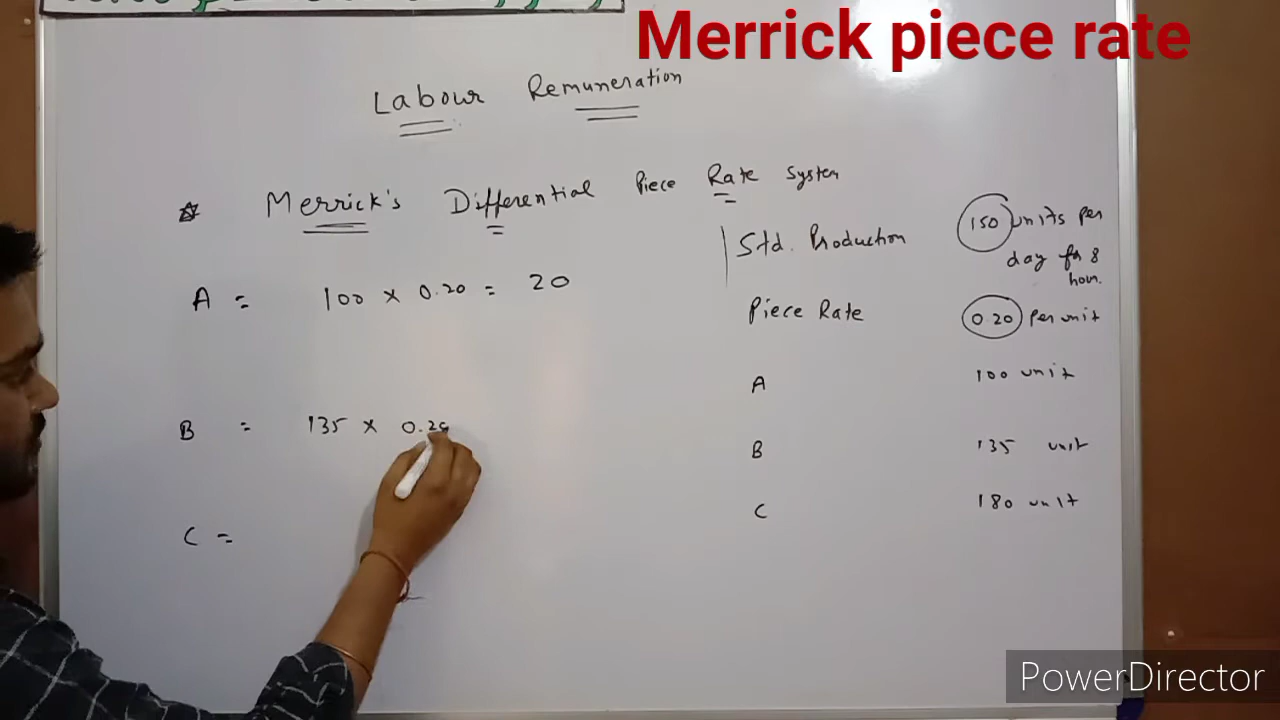 Merrick piece rate
Labour Remuneration
Merrick's Differential Piece Rate System
Std. Production 150 units per
day for 8
hour.
A = 100 x 0.20 = 20
Piece Rate 0.20 Per unit
A 100 unit
B = 135 x 0.20
B 135 unit
C 180 unit
C =
PowerDirector